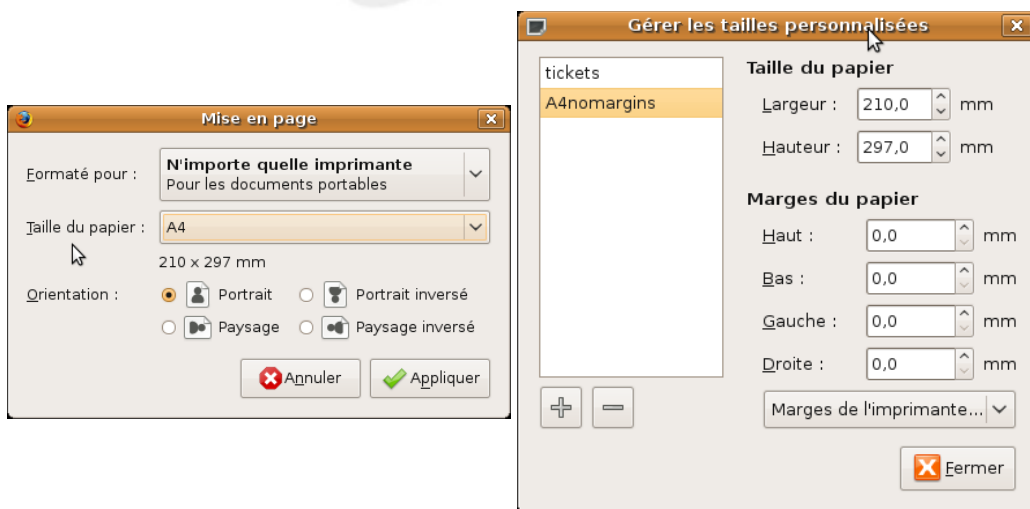 Mise en page
Formaté pour :
N'importe quelle imprimante
Pour les documents portables
Taille du papier :
A4
210 x 297 mm
Orientation :
Portrait
Portrait inversé
Paysage
Paysage inversé
Annuler
Appliquer
Gérer les tailles personnalisées
tickets
A4nomargins
Taille du papier
Largeur : 210,0 mm
Hauteur : 297,0 mm
Marges du papier
Haut : 0,0 mm
Bas : 0,0 mm
Gauche : 0,0 mm
Droite : 0,0 mm
Marges de l'imprimante...
Fermer